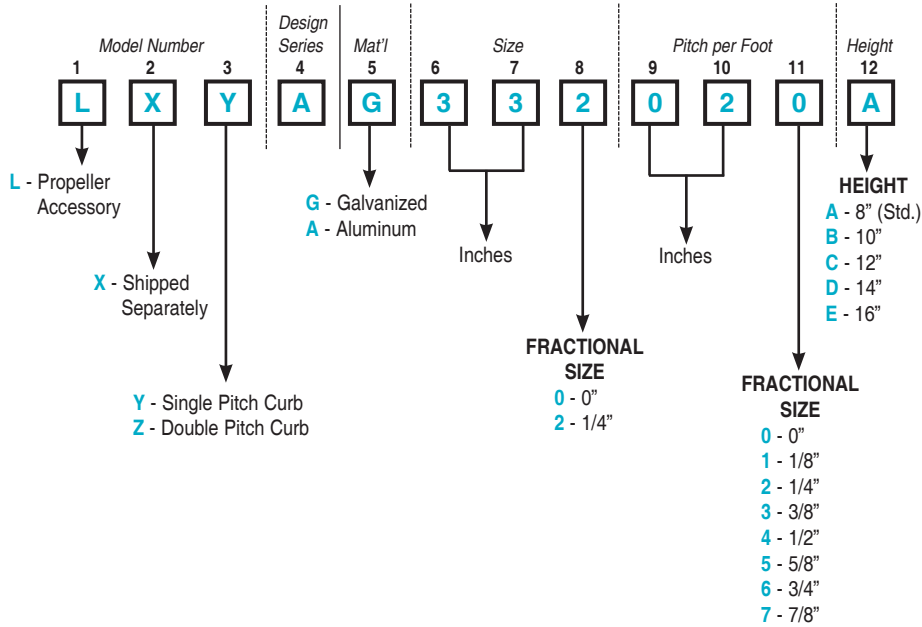 Design
Model Number Series Mat'l Size Pitch per Foot Height
1 2 3 4 5 6 7 8 9 10 11 12
L X Y A G 3 3 2 0 2 0 A
L - Propeller
Accessory
X - Shipped
Separately
Y - Single Pitch Curb
Z - Double Pitch Curb
G - Galvanized
A - Aluminum
Inches
FRACTIONAL
SIZE
0 - 0”
2 - 1/4”
Inches
FRACTIONAL
SIZE
0 - 0”
1 - 1/8”
2 - 1/4”
3 - 3/8”
4 - 1/2”
5 - 5/8”
6 - 3/4”
7 - 7/8”
HEIGHT
A - 8” (Std.)
B - 10”
C - 12”
D - 14”
E - 16”